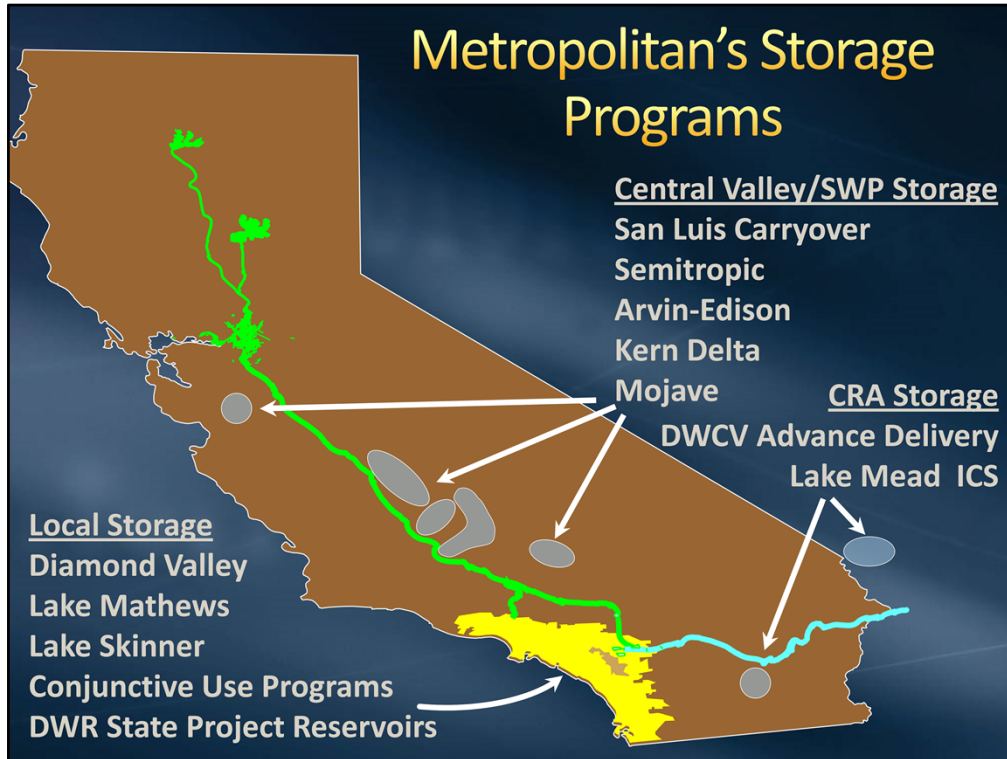 Metropolitan’s Storage
Programs
Central Valley/SWP Storage
San Luis Carryover
Semitropic
Arvin-Edison
Kern Delta
Mojave
CRA Storage
DWCV Advance Delivery
Lake Mead ICS
Local Storage
Diamond Valley
Lake Mathews
Lake Skinner
Conjunctive Use Programs
DWR State Project Reservoirs